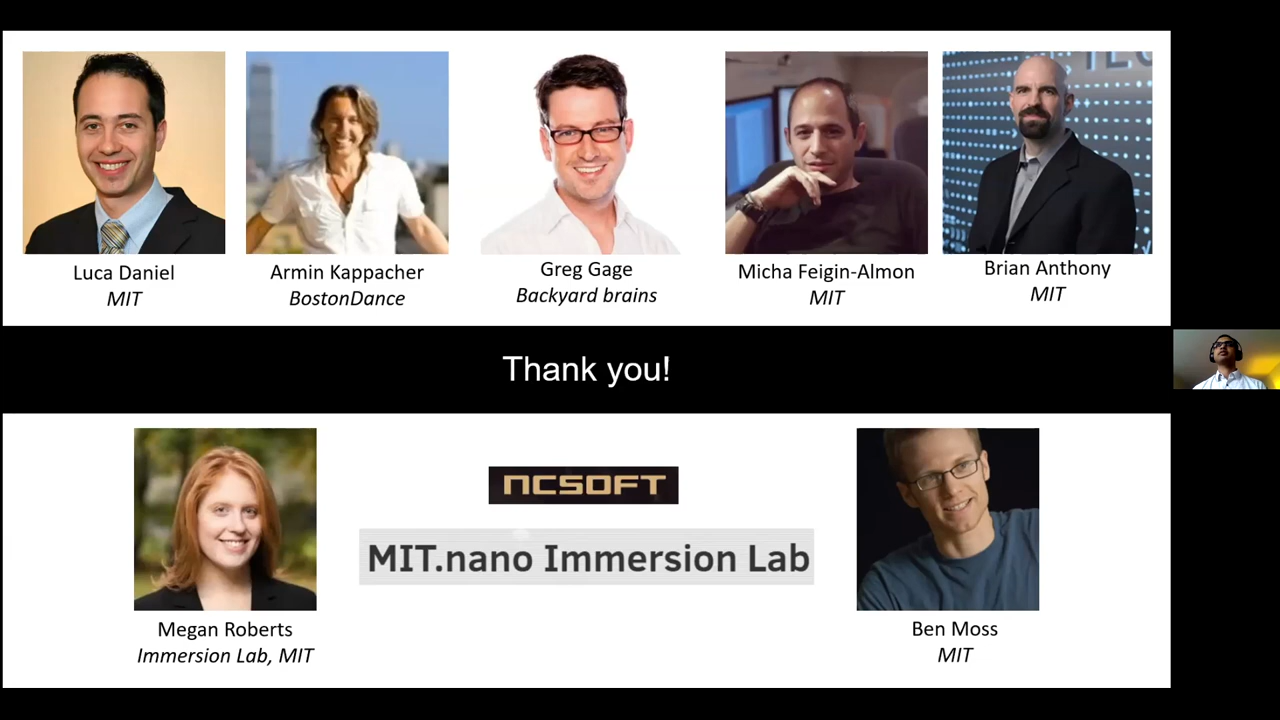 Luca Daniel
MIT
Armin Kappacher
BostonDance
Greg Gage
Backyard brains
Micha Feigin-Almon
MIT
Brian Anthony
MIT
Thank you!
Megan Roberts
Immersion Lab, MIT
NCSOFT
MIT.nano Immersion Lab
Ben Moss
MIT